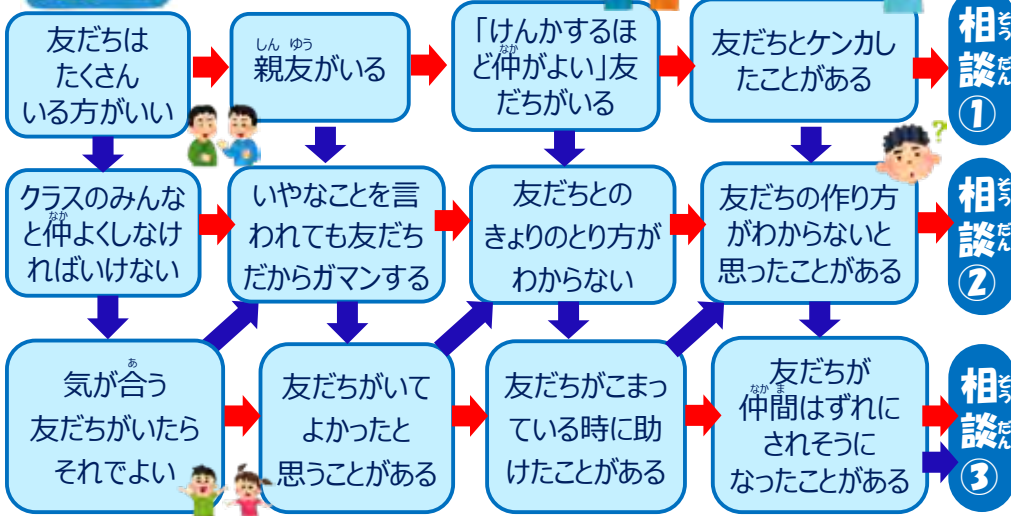 友だちは
たくさん
いる方がいい
しん ゆう
親友がいる
「けんかするほ
なか
ど仲がよい」友
だちがいる
友だちとケンカし
たことがある
そう
相
だん
談
①
クラスのみんな
なか
と仲よくしなけ
ればいけない
いやなことを言
われても友だち
だからガマンする
友だちとの
きょりのとり方が
わからない
友だちの作り方
がわからないと
思ったことがある
?
そう
相
だん
談
②
あ
気が合う
友だちがいたら
それでよい
友だちがいて
よかったと
思うことがある
友だちがこまっ
ている時に助
けたことがある
友だちが
なか ま
仲間はずれに
されそうに
なったことがある
そう
相
だん
談
③